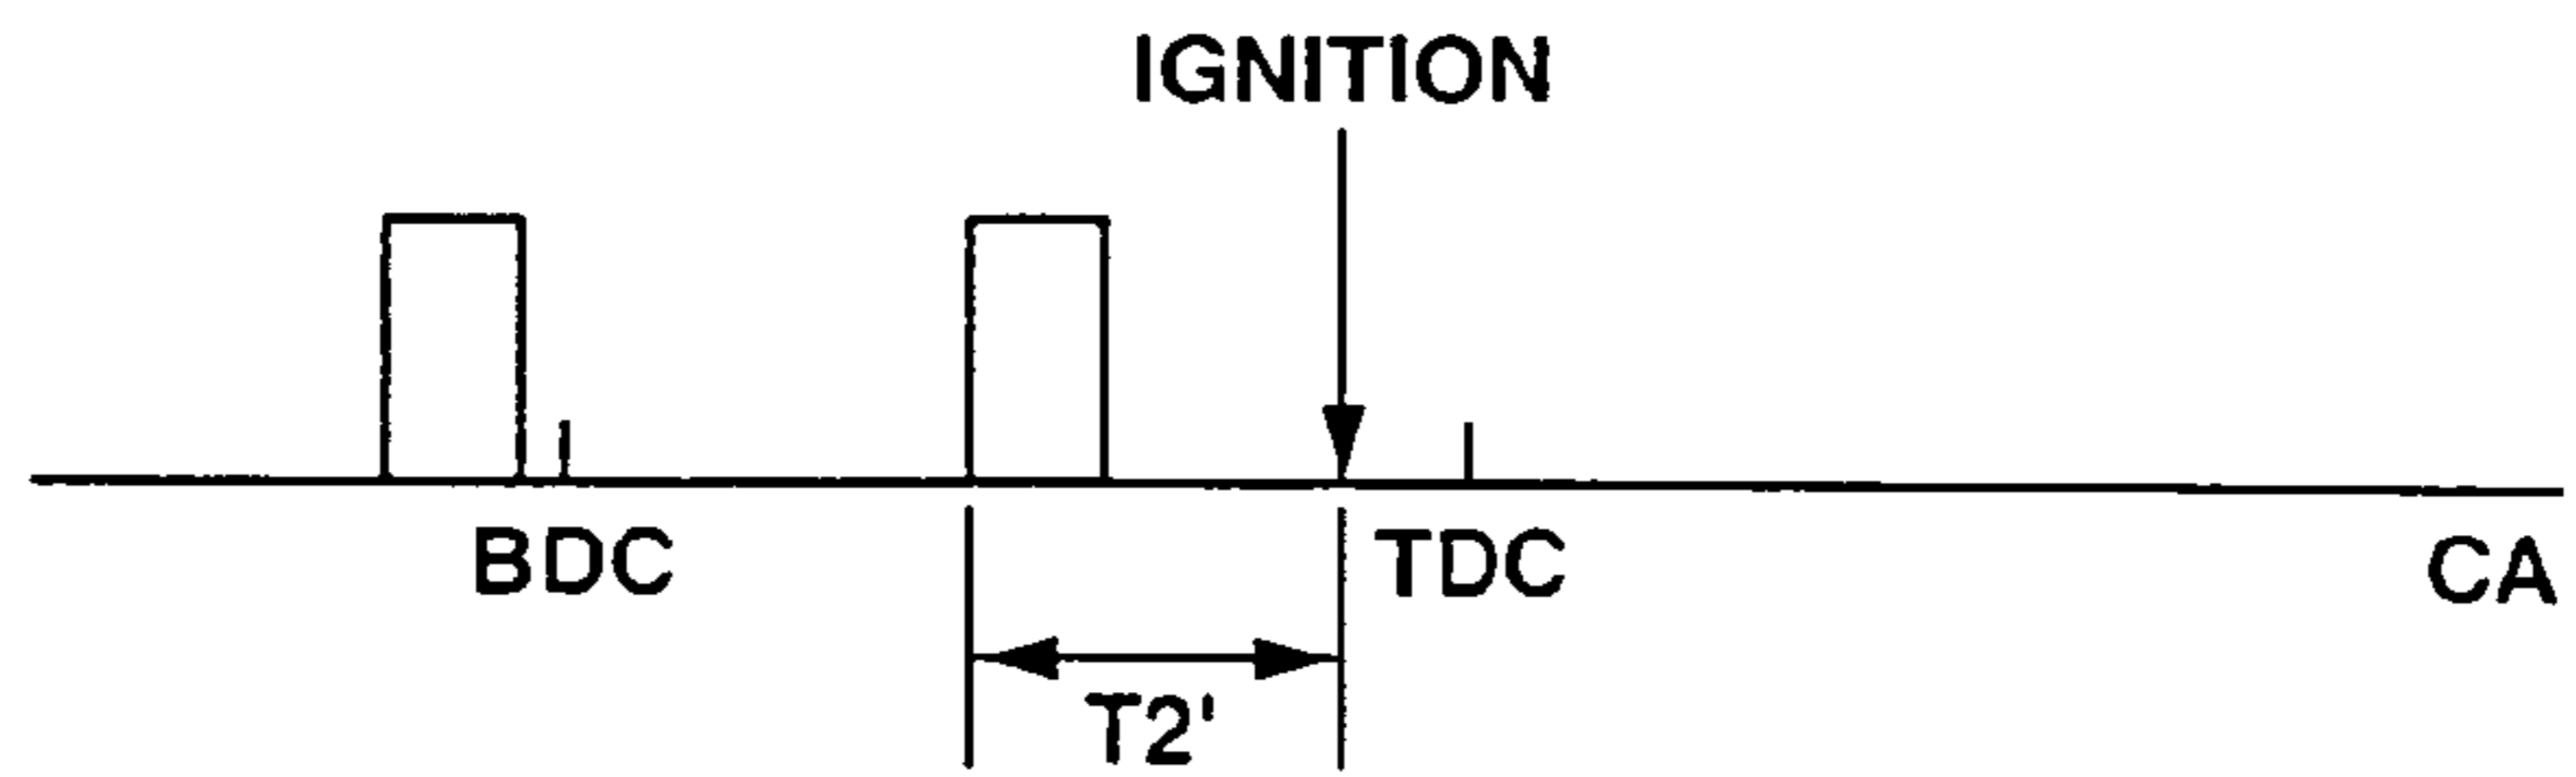 IGNITION
BDC
TDC
CA
T2'